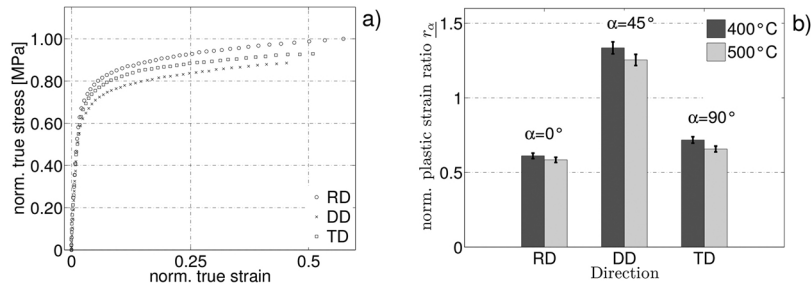 a)
norm. true stress [MPa]
1.00
0.80
0.60
0.40
0.20
0
0
0.25
0.5
norm. true strain
RD
DD
TD
b)
norm. plastic strain ratio r_α
1.5
1
0.5
0
α=0°
α=45°
α=90°
400°C
500°C
RD
DD
TD
Direction